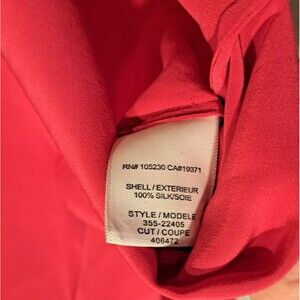 RN# 105230 CA#19371
SHELL / EXTERIEUR
100% SILK/SOIE
STYLE / MODELE
355-22405
CUT / COUPE
406472